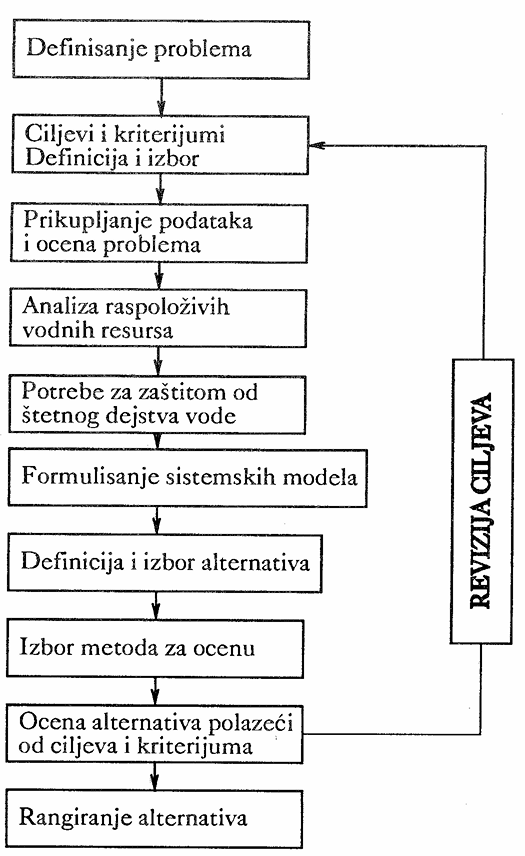 Definisanje problema
Ciljevi i kriterijumi
Definicija i izbor
Prikupljanje podataka
i ocena problema
Analiza raspoloživih
vodnih resursa
Potrebe za zaštitom od
štetnog dejstva vode
Formulisanje sistemskih modela
Definicija i izbor alternativa
Izbor metoda za ocenu
Ocena alternativa polazeći
od ciljeva i kriterijuma
Rangiranje alternativa
REVIZIJA CILJEVA